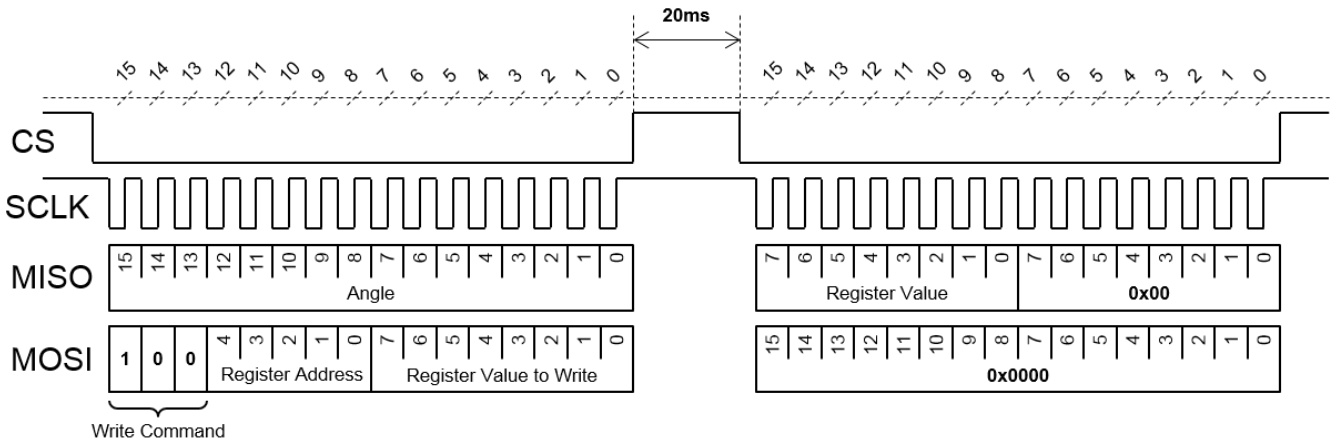 20ms
15 14 13 12 11 10 9 8 7 6 5 4 3 2 1 0 15 14 13 12 11 10 9 8 7 6 5 4 3 2 1 0
CS
SCLK
MISO 15 14 13 12 11 10 9 8 7 6 5 4 3 2 1 0 7 6 5 4 3 2 1 0 7 6 5 4 3 2 1 0
Angle Register Value 0x00
MOSI 1 0 0 4 3 2 1 0 7 6 5 4 3 2 1 0 15 14 13 12 11 10 9 8 7 6 5 4 3 2 1 0
Register Address Register Value to Write 0x0000
Write Command